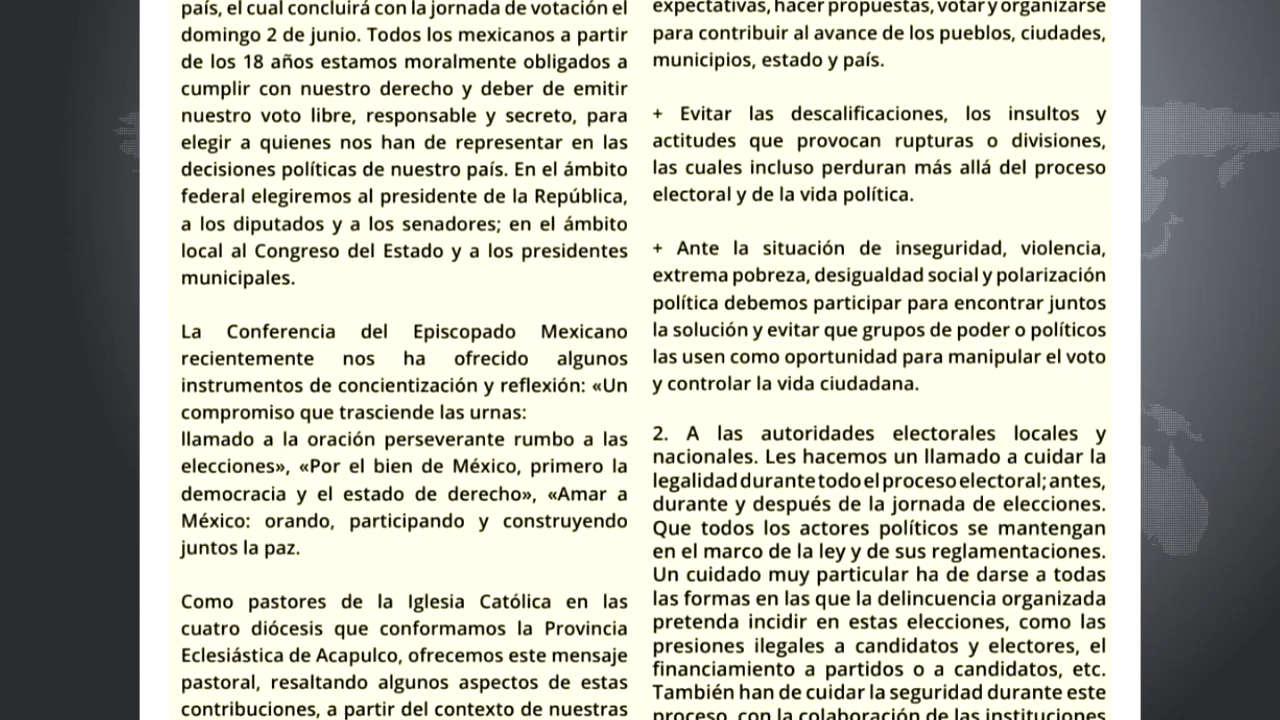 país, el cual concluirá con la jornada de votación el
domingo 2 de junio. Todos los mexicanos a partir
de los 18 años estamos moralmente obligados a
cumplir con nuestro derecho y deber de emitir
nuestro voto libre, responsable y secreto, para
elegir a quienes nos han de representar en las
decisiones políticas de nuestro país. En el ámbito
federal elegiremos al presidente de la República,
a los diputados y a los senadores; en el ámbito
local al Congreso del Estado y a los presidentes
municipales.
La Conferencia del Episcopado Mexicano
recientemente nos ha ofrecido algunos
instrumentos de concientización y reflexión: «Un
compromiso que trasciende las urnas:
llamado a la oración perseverante rumbo a las
elecciones», «Por el bien de México, primero la
democracia y el estado de derecho», «Amar a
México: orando, participando y construyendo
juntos la paz.
Como pastores de la Iglesia Católica en las
cuatro diócesis que conformamos la Provincia
Eclesiástica de Acapulco, ofrecemos este mensaje
pastoral, resaltando algunos aspectos de estas
contribuciones, a partir del contexto de nuestras
expectativas, hacer propuestas, votar y organizarse
para contribuir al avance de los pueblos, ciudades,
municipios, estado y país.
+ Evitar las descalificaciones, los insultos y
actitudes que provocan rupturas o divisiones,
las cuales incluso perduran más allá del proceso
electoral y de la vida política.
+ Ante la situación de inseguridad, violencia,
extrema pobreza, desigualdad social y polarización
política debemos participar para encontrar juntos
la solución y evitar que grupos de poder o políticos
las usen como oportunidad para manipular el voto
y controlar la vida ciudadana.
2. A las autoridades electorales locales y
nacionales. Les hacemos un llamado a cuidar la
legalidad durante todo el proceso electoral; antes,
durante y después de la jornada de elecciones.
Que todos los actores políticos se mantengan
en el marco de la ley y de sus reglamentaciones.
Un cuidado muy particular ha de darse a todas
las formas en las que la delincuencia organizada
pretenda incidir en estas elecciones, como las
presiones ilegales a candidatos y electores, el
financiamiento a partidos o a candidatos, etc.
También han de cuidar la seguridad durante este
proceso, con la colaboración de las instituciones